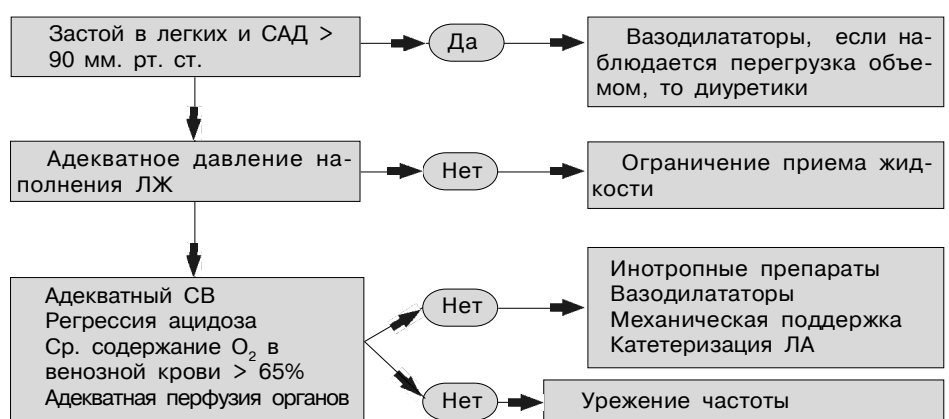 Застой в легких и САД >
90 мм. рт. ст.
Да
Вазодилататоры, если на-
блюдается перегрузка объе-
мом, то диуретики
Адекватное давление на-
полнения ЛЖ
Нет
Ограничение приема жид-
кости
Адекватный СВ
Регрессия ацидоза
Ср. содержание O₂ в
венозной крови > 65%
Адекватная перфузия органов
Нет
Инотропные препараты
Вазодилататоры
Механическая поддержка
Катетеризация ЛА
Нет
Урежение частоты